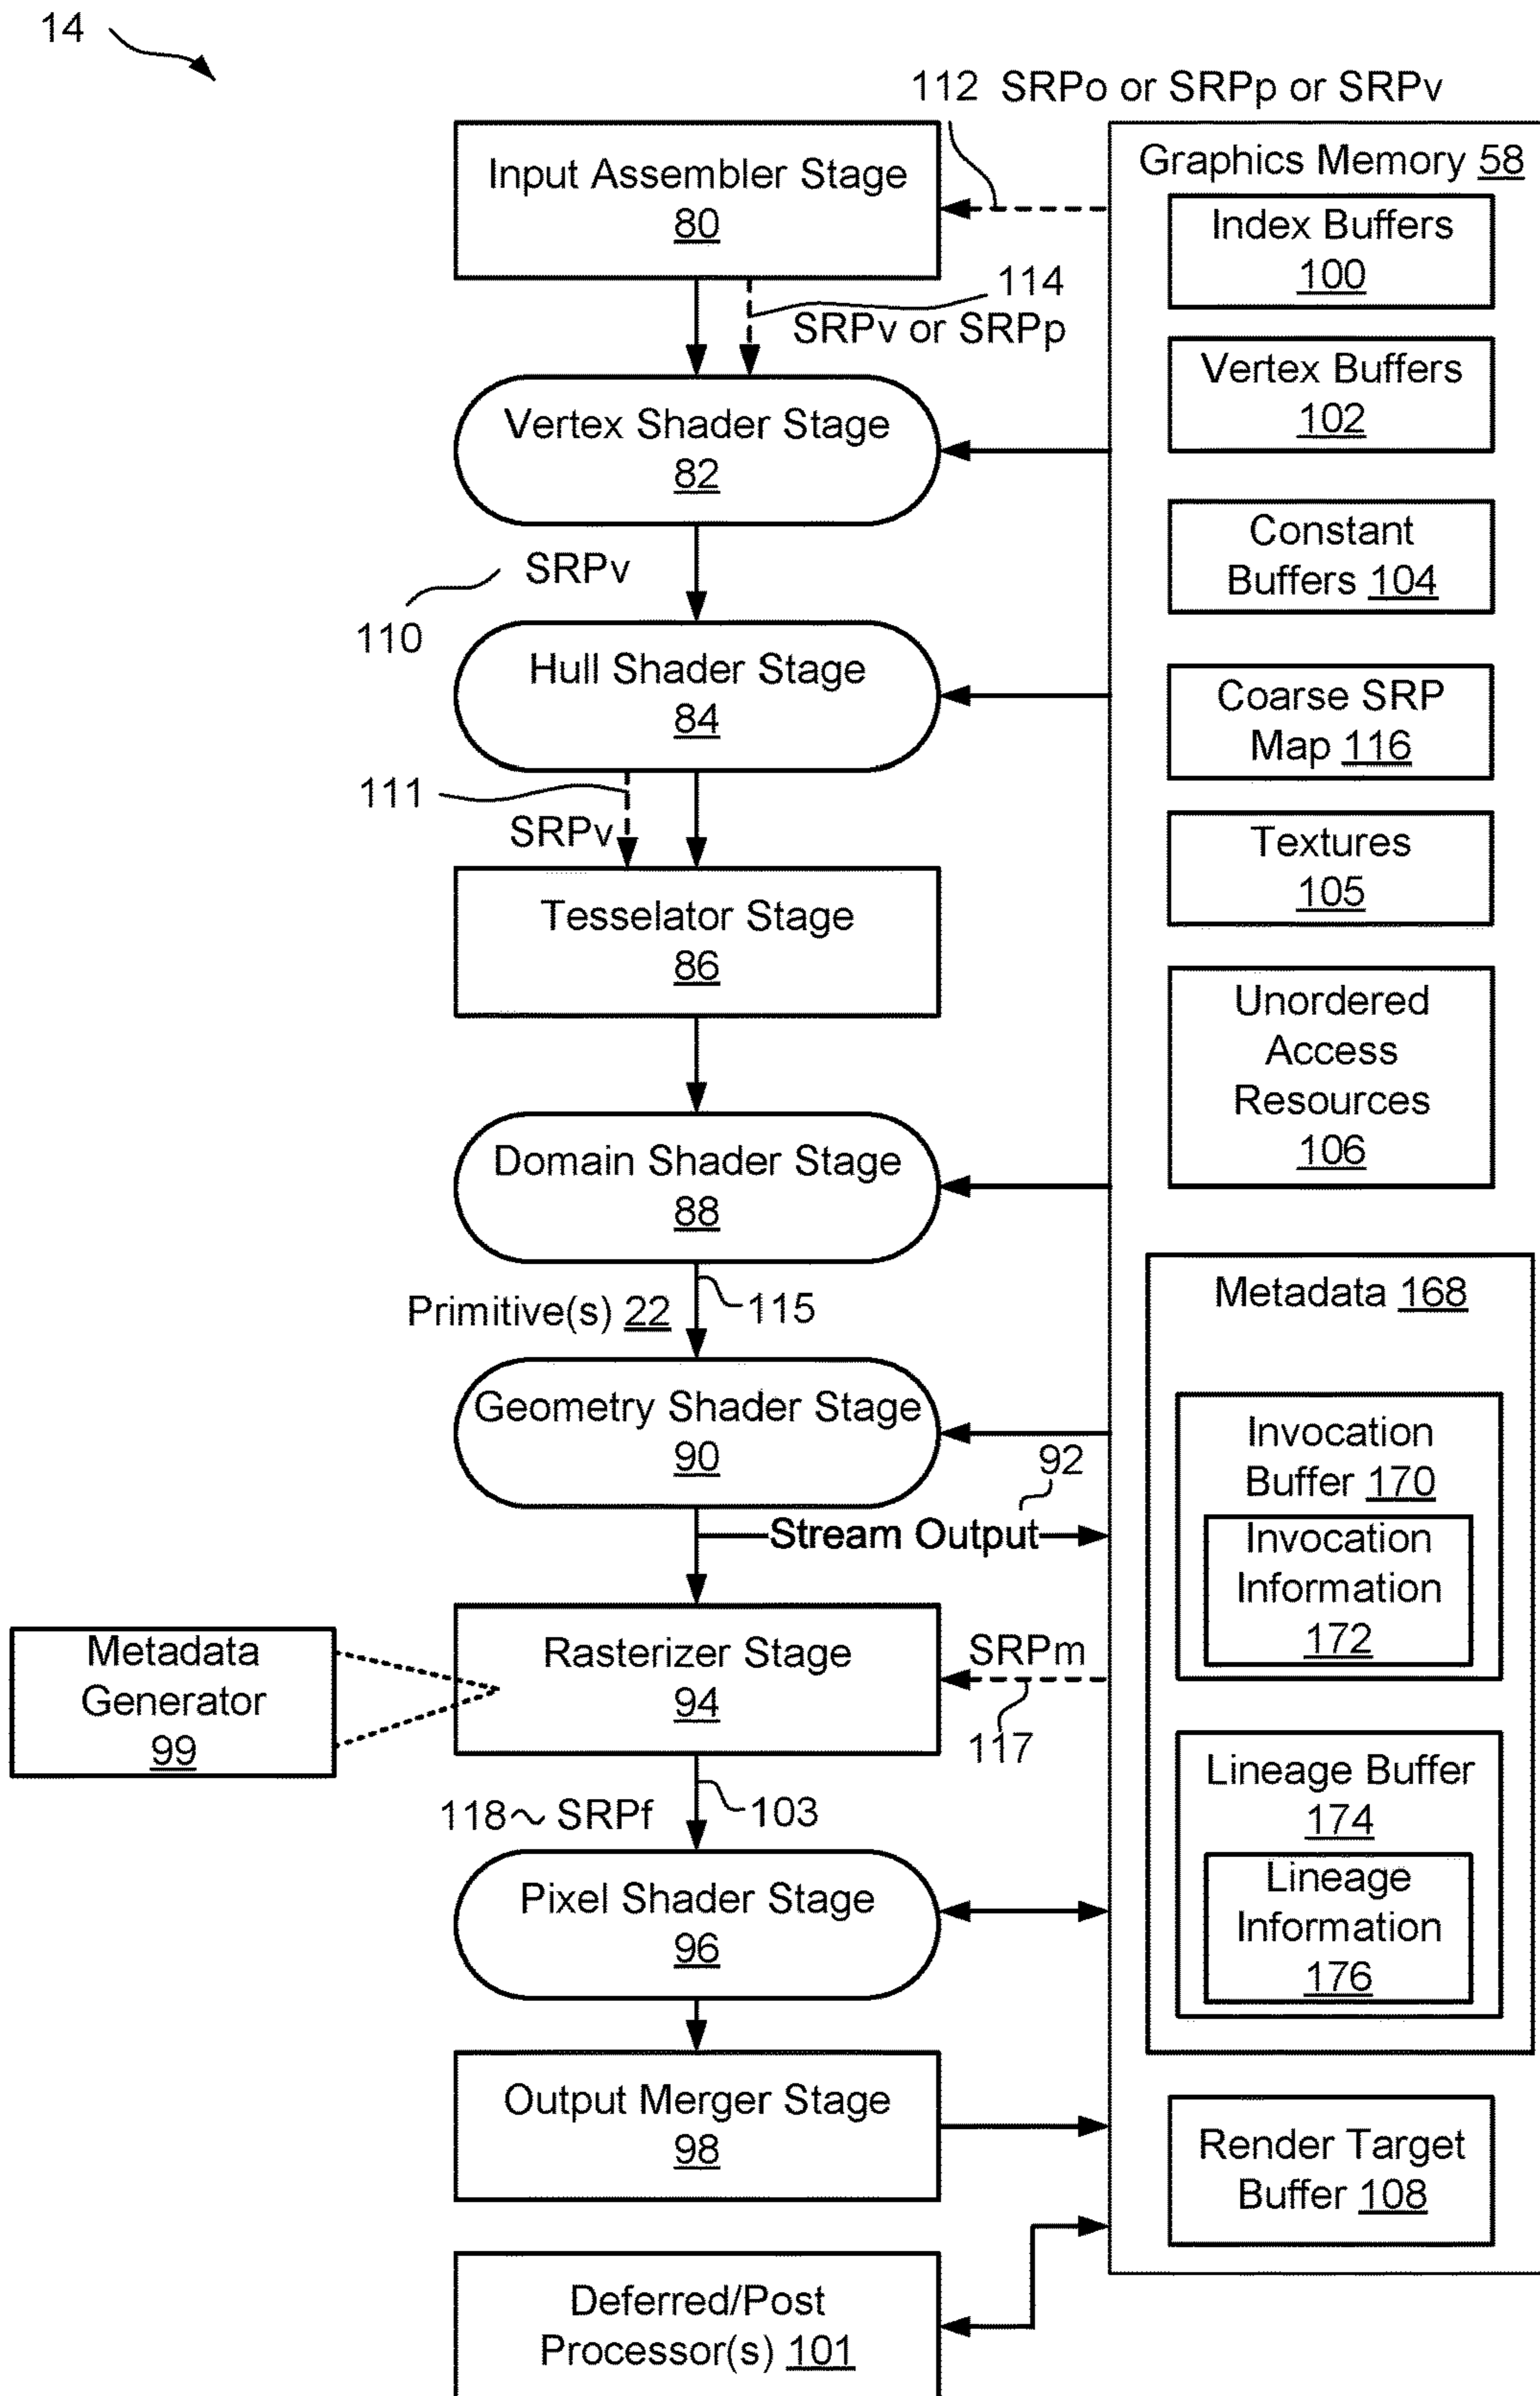 14
112 SRPo or SRPp or SRPv
Input Assembler Stage
80
114
SRPv or SRPp
Vertex Shader Stage
82
SRPv
110
Hull Shader Stage
84
111
SRPv
Tesselator Stage
86
Domain Shader Stage
88
Primitive(s) 22
115
Geometry Shader Stage
90
92
Stream Output
Metadata
Generator
99
Rasterizer Stage
94
SRPm
117
118 ~ SRPf
103
Pixel Shader Stage
96
Output Merger Stage
98
Deferred/Post
Processor(s) 101
Graphics Memory 58
Index Buffers
100
Vertex Buffers
102
Constant
Buffers 104
Coarse SRP
Map 116
Textures
105
Unordered
Access
Resources
106
Metadata 168
Invocation
Buffer 170
Invocation
Information
172
Lineage Buffer
174
Lineage
Information
176
Render Target
Buffer 108